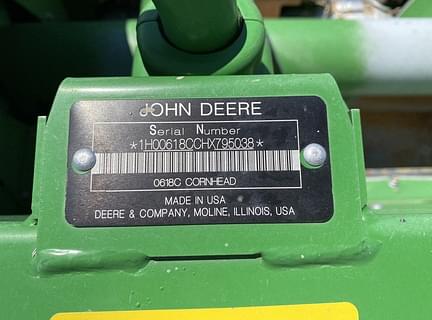 JOHN DEERE
Serial Number
*1H00618CCHX795038*
0618C CORNHEAD
MADE IN USA
DEERE & COMPANY, MOLINE, ILLINOIS, USA